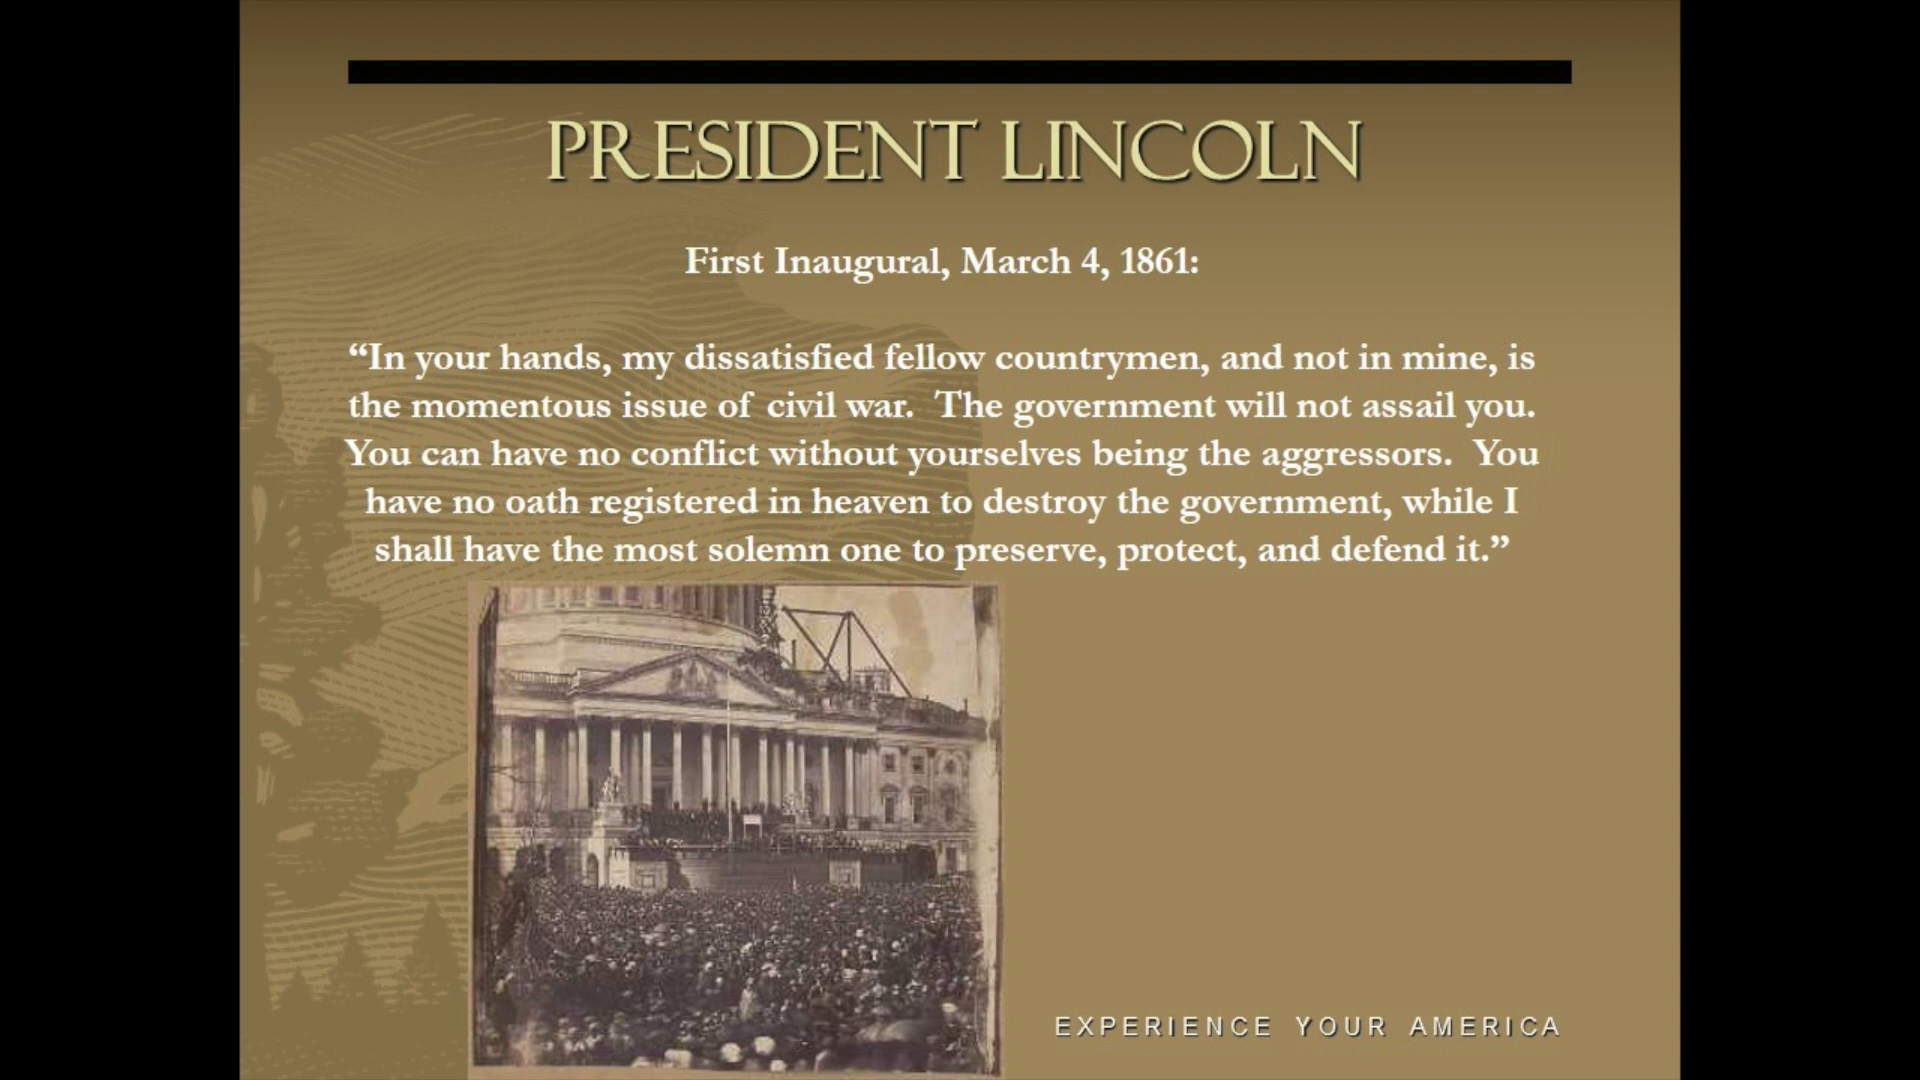 PRESIDENT LINCOLN
First Inaugural, March 4, 1861:
“In your hands, my dissatisfied fellow countrymen, and not in mine, is
the momentous issue of civil war.  The government will not assail you.
You can have no conflict without yourselves being the aggressors.  You
have no oath registered in heaven to destroy the government, while I
shall have the most solemn one to preserve, protect, and defend it.”
EXPERIENCE YOUR AMERICA